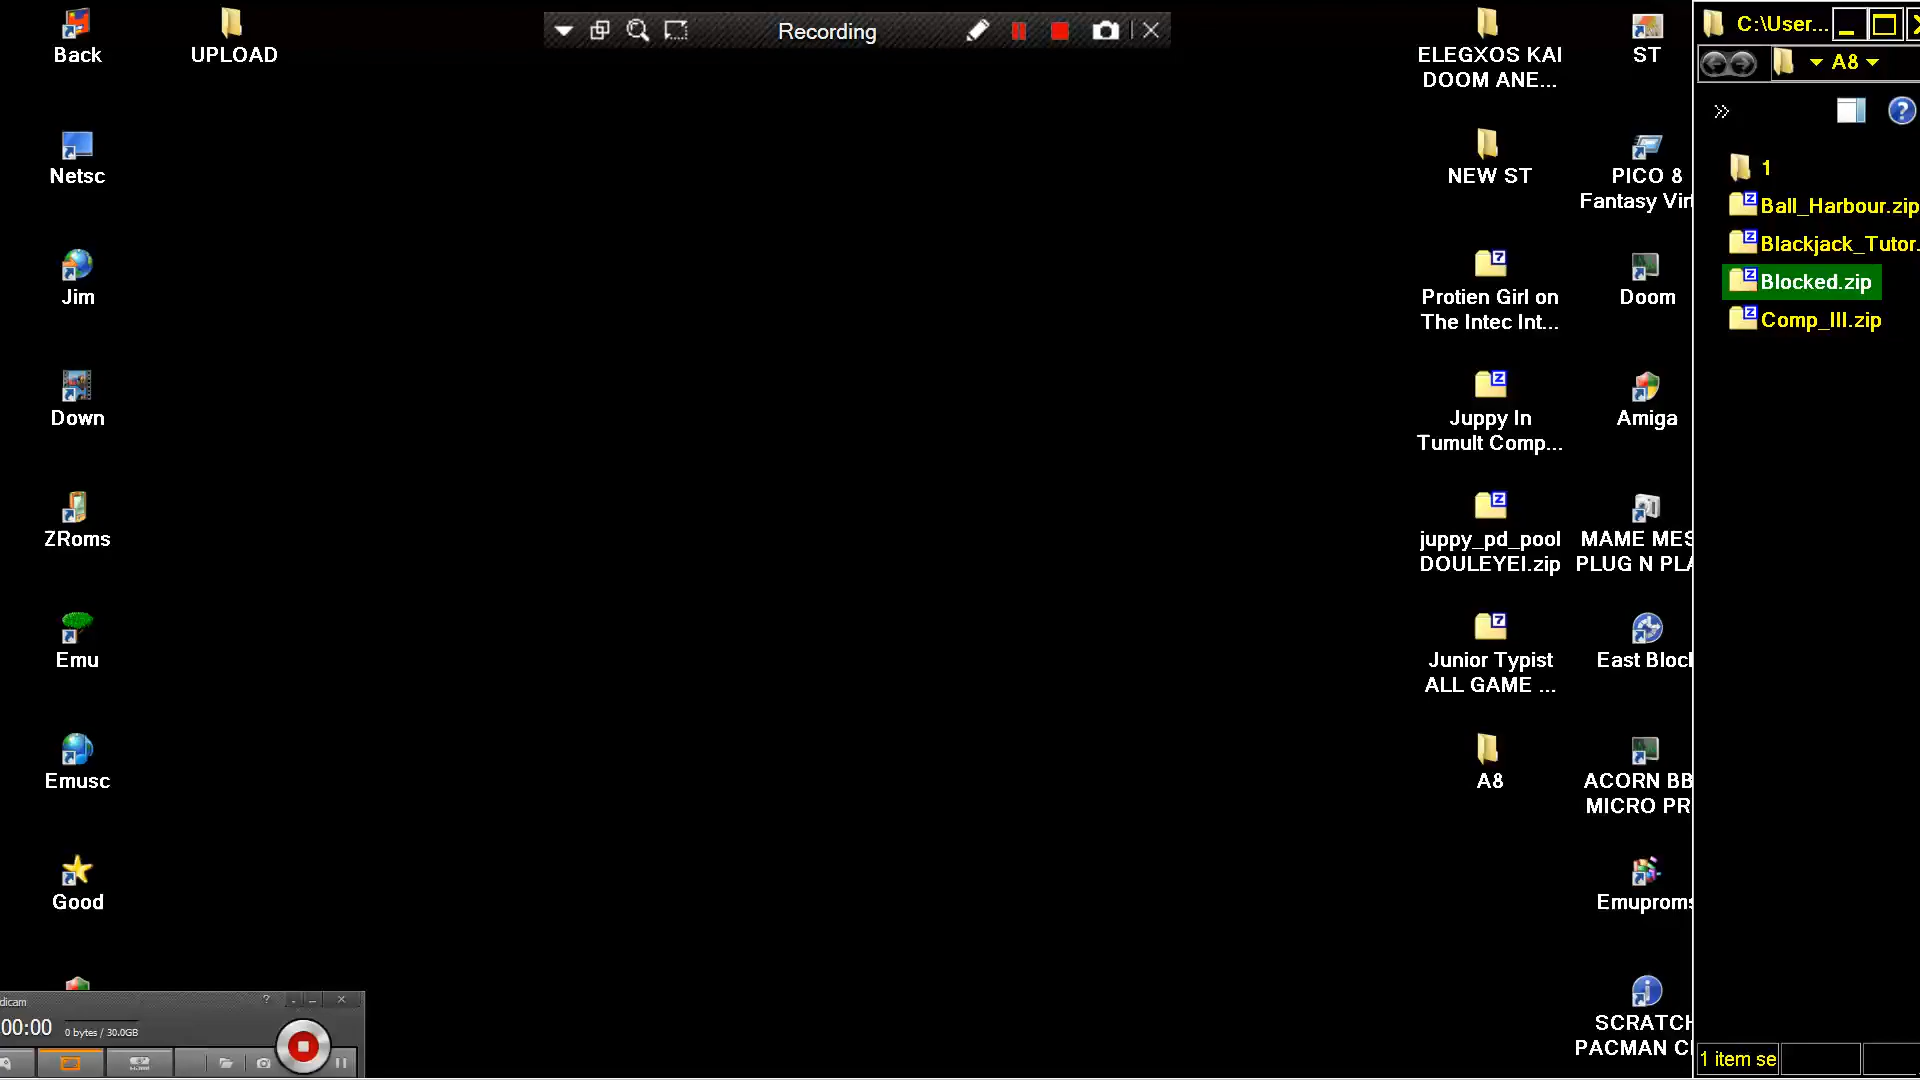 Recording
Back
UPLOAD
Netsc
Jim
Down
ZRoms
Emu
Emusc
Good
ELEGXOS KAI
DOOM ANE...
ST
NEW ST
PICO 8
Fantasy Virt
Protien Girl on
The Intec Int...
Doom
Juppy In
Tumult Comp...
Amiga
juppy_pd_pool
DOULEYEI.zip
MAME MES
PLUG N PLA
Junior Typist
ALL GAME ...
East Block
A8
ACORN BB
MICRO PR
Emuproms
SCRATCH
PACMAN C
C:\User...
A8
1
Ball_Harbour.zip
Blackjack_Tutor.
Blocked.zip
Comp_III.zip
1 item se
dicam
00:00
0 bytes / 30.0GB